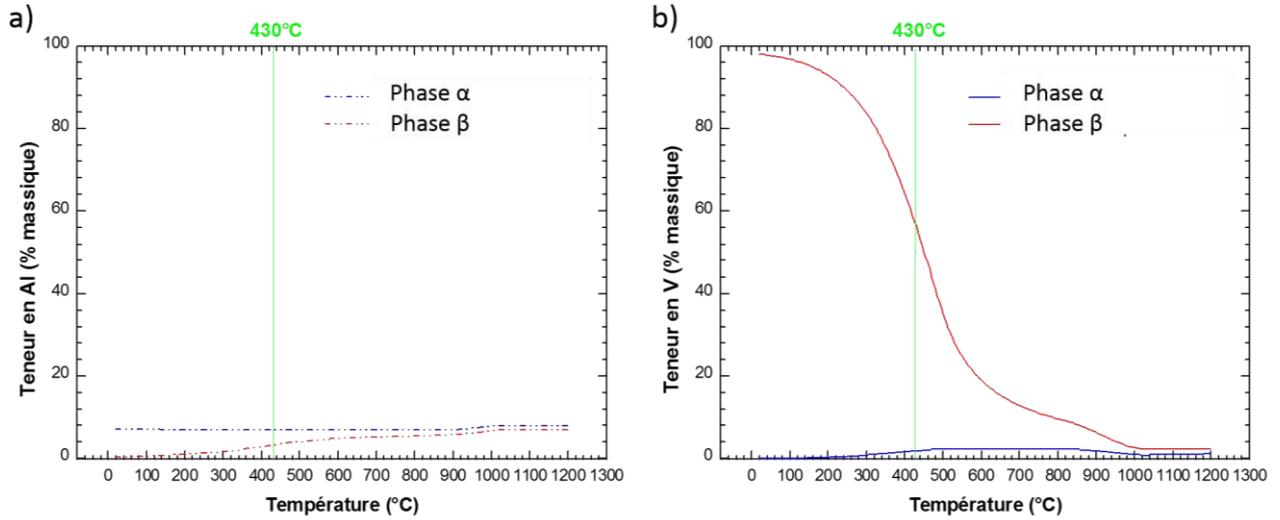 a)
430°C
Teneur en Al (% massique)
100
80
60
40
20
0
Phase α
Phase β
0 100 200 300 400 500 600 700 800 900 1000 1100 1200 1300
Température (°C)
b)
430°C
Teneur en V (% massique)
100
80
60
40
20
0
Phase α
Phase β
0 100 200 300 400 500 600 700 800 900 1000 1100 1200 1300
Température (°C)